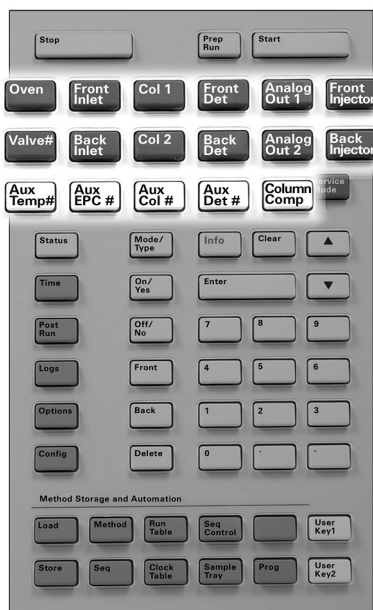 Stop
Prep
Run
Start
Oven
Front
Inlet
Col 1
Front
Det
Analog
Out 1
Front
Injector
Valve#
Back
Inlet
Col 2
Back
Det
Analog
Out 2
Back
Injector
Aux
Temp#
Aux
EPC #
Aux
Col #
Aux
Det #
Column
Comp
Service
Mode
Status
Mode/
Type
Info
Clear
▲
Time
On/
Yes
Enter
▼
Post
Run
Off/
No
7
8
9
Logs
Front
4
5
6
Options
Back
1
2
3
Config
Delete
0
Method Storage and Automation
Load
Method
Run
Table
Seq
Control
User
Key1
Store
Seq
Clock
Table
Sample
Tray
Prog
User
Key2